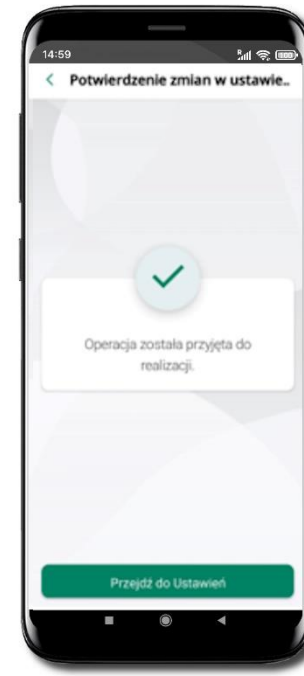 14:59
Potwierdzenie zmian w ustawie...
Operacja została przyjęta do
realizacji.
Przejdź do Ustawień